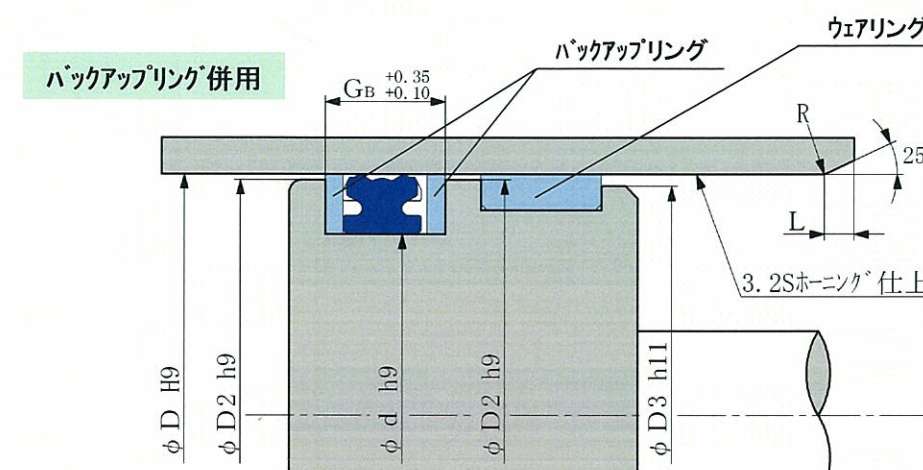 ウェアリング
バックアップリング
バックアップリング併用
GB +0.35 +0.10
R
25
L
3.2Sホーニング仕上
φD H9
φD2 h9
φd h9
φD2 h9
φD3 h11